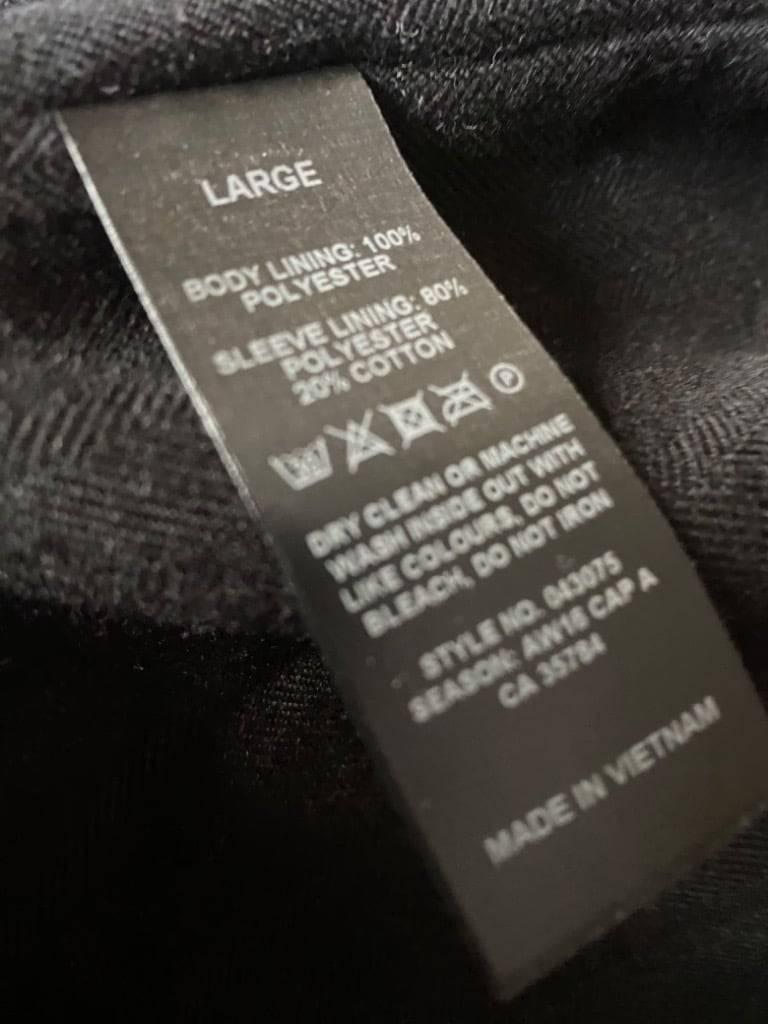 LARGE
BODY LINING: 100%
POLYESTER
SLEEVE LINING: 80%
POLYESTER
20% COTTON
P
DRY CLEAN OR MACHINE
WASH INSIDE OUT WITH
LIKE COLOURS, DO NOT
BLEACH, DO NOT IRON
STYLE NO. 043075
SEASON: AW16 CAP A
CA 35784
MADE IN VIETNAM